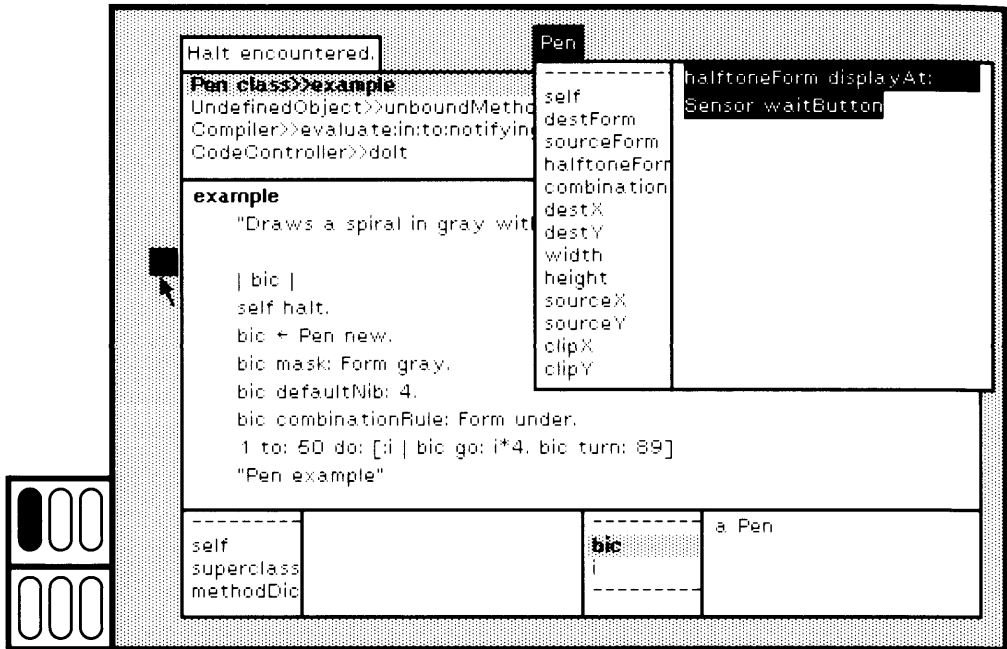 Halt encountered.
Pen class>>example
UndefinedObject>>unboundMetho
Compiler>>evaluate:in:to:notifying
CodeController>>doIt
example
"Draws a spiral in gray with
| bic |
self halt.
bic ← Pen new.
bic mask: Form gray.
bic defaultNib: 4.
bic combinationRule: Form under.
1 to: 50 do: [:i | bic go: i*4. bic turn: 89]
"Pen example"
Pen
self
destForm
sourceForm
halftoneForm
combination
destX
destY
width
height
sourceX
sourceY
clipX
clipY
halftoneForm displayAt:
Sensor waitButton
self
superclass
methodDic
bic
i
a Pen